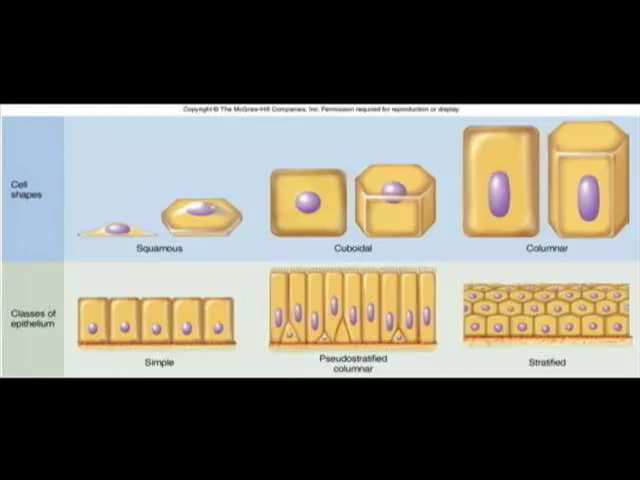 Copyright © The McGraw-Hill Companies, Inc. Permission required for reproduction or display.
Cell
shapes
Squamous
Cuboidal
Columnar
Classes of
epithelium
Simple
Pseudostratified
columnar
Stratified